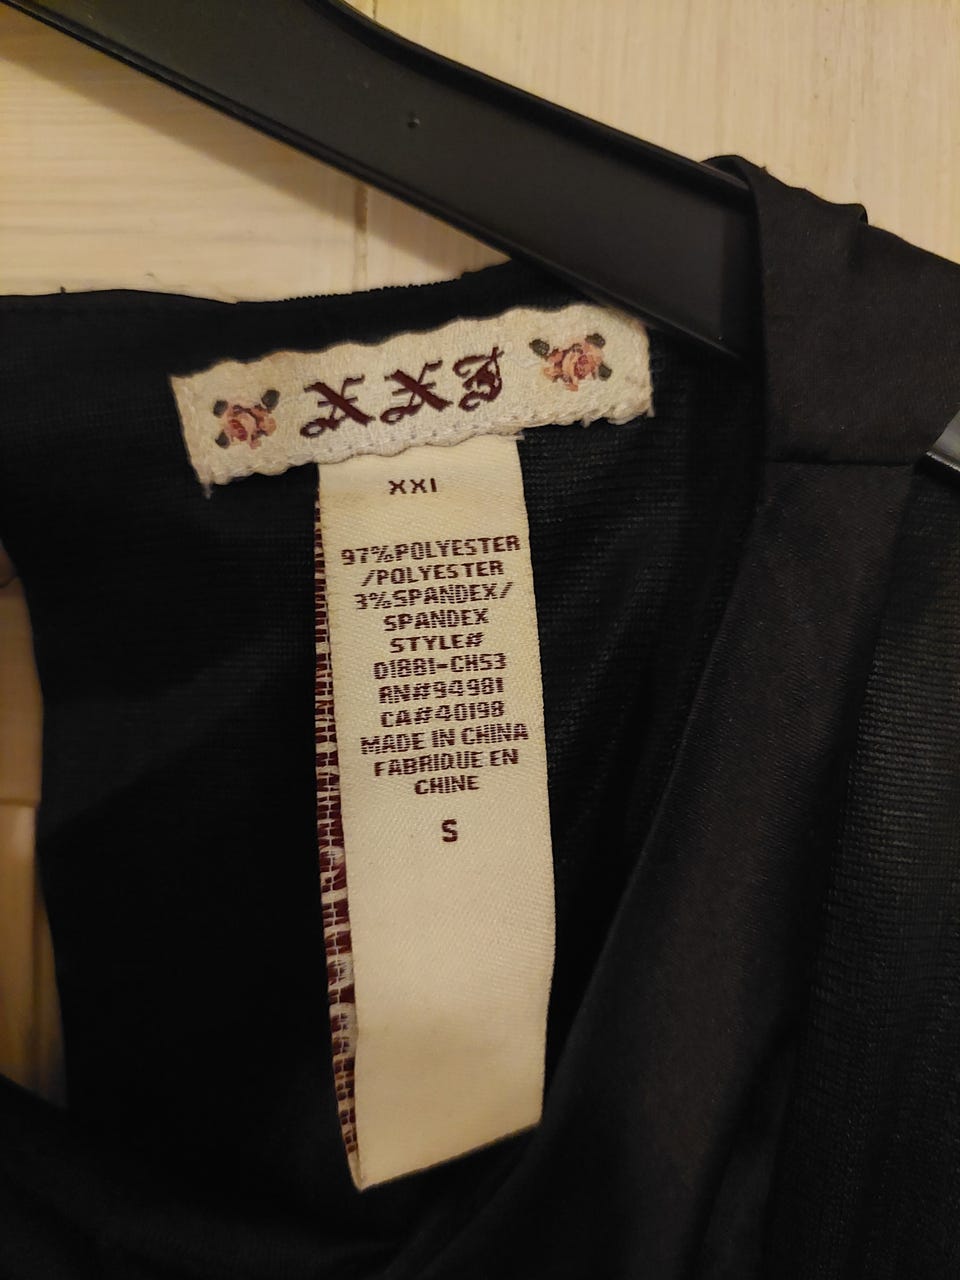 XXI
XXI
97%POLYESTER
/POLYESTER
3%SPANDEX/
SPANDEX
STYLE#
D1881-CH53
RN#94981
CA#40198
MADE IN CHINA
FABRIQUE EN
CHINE
S